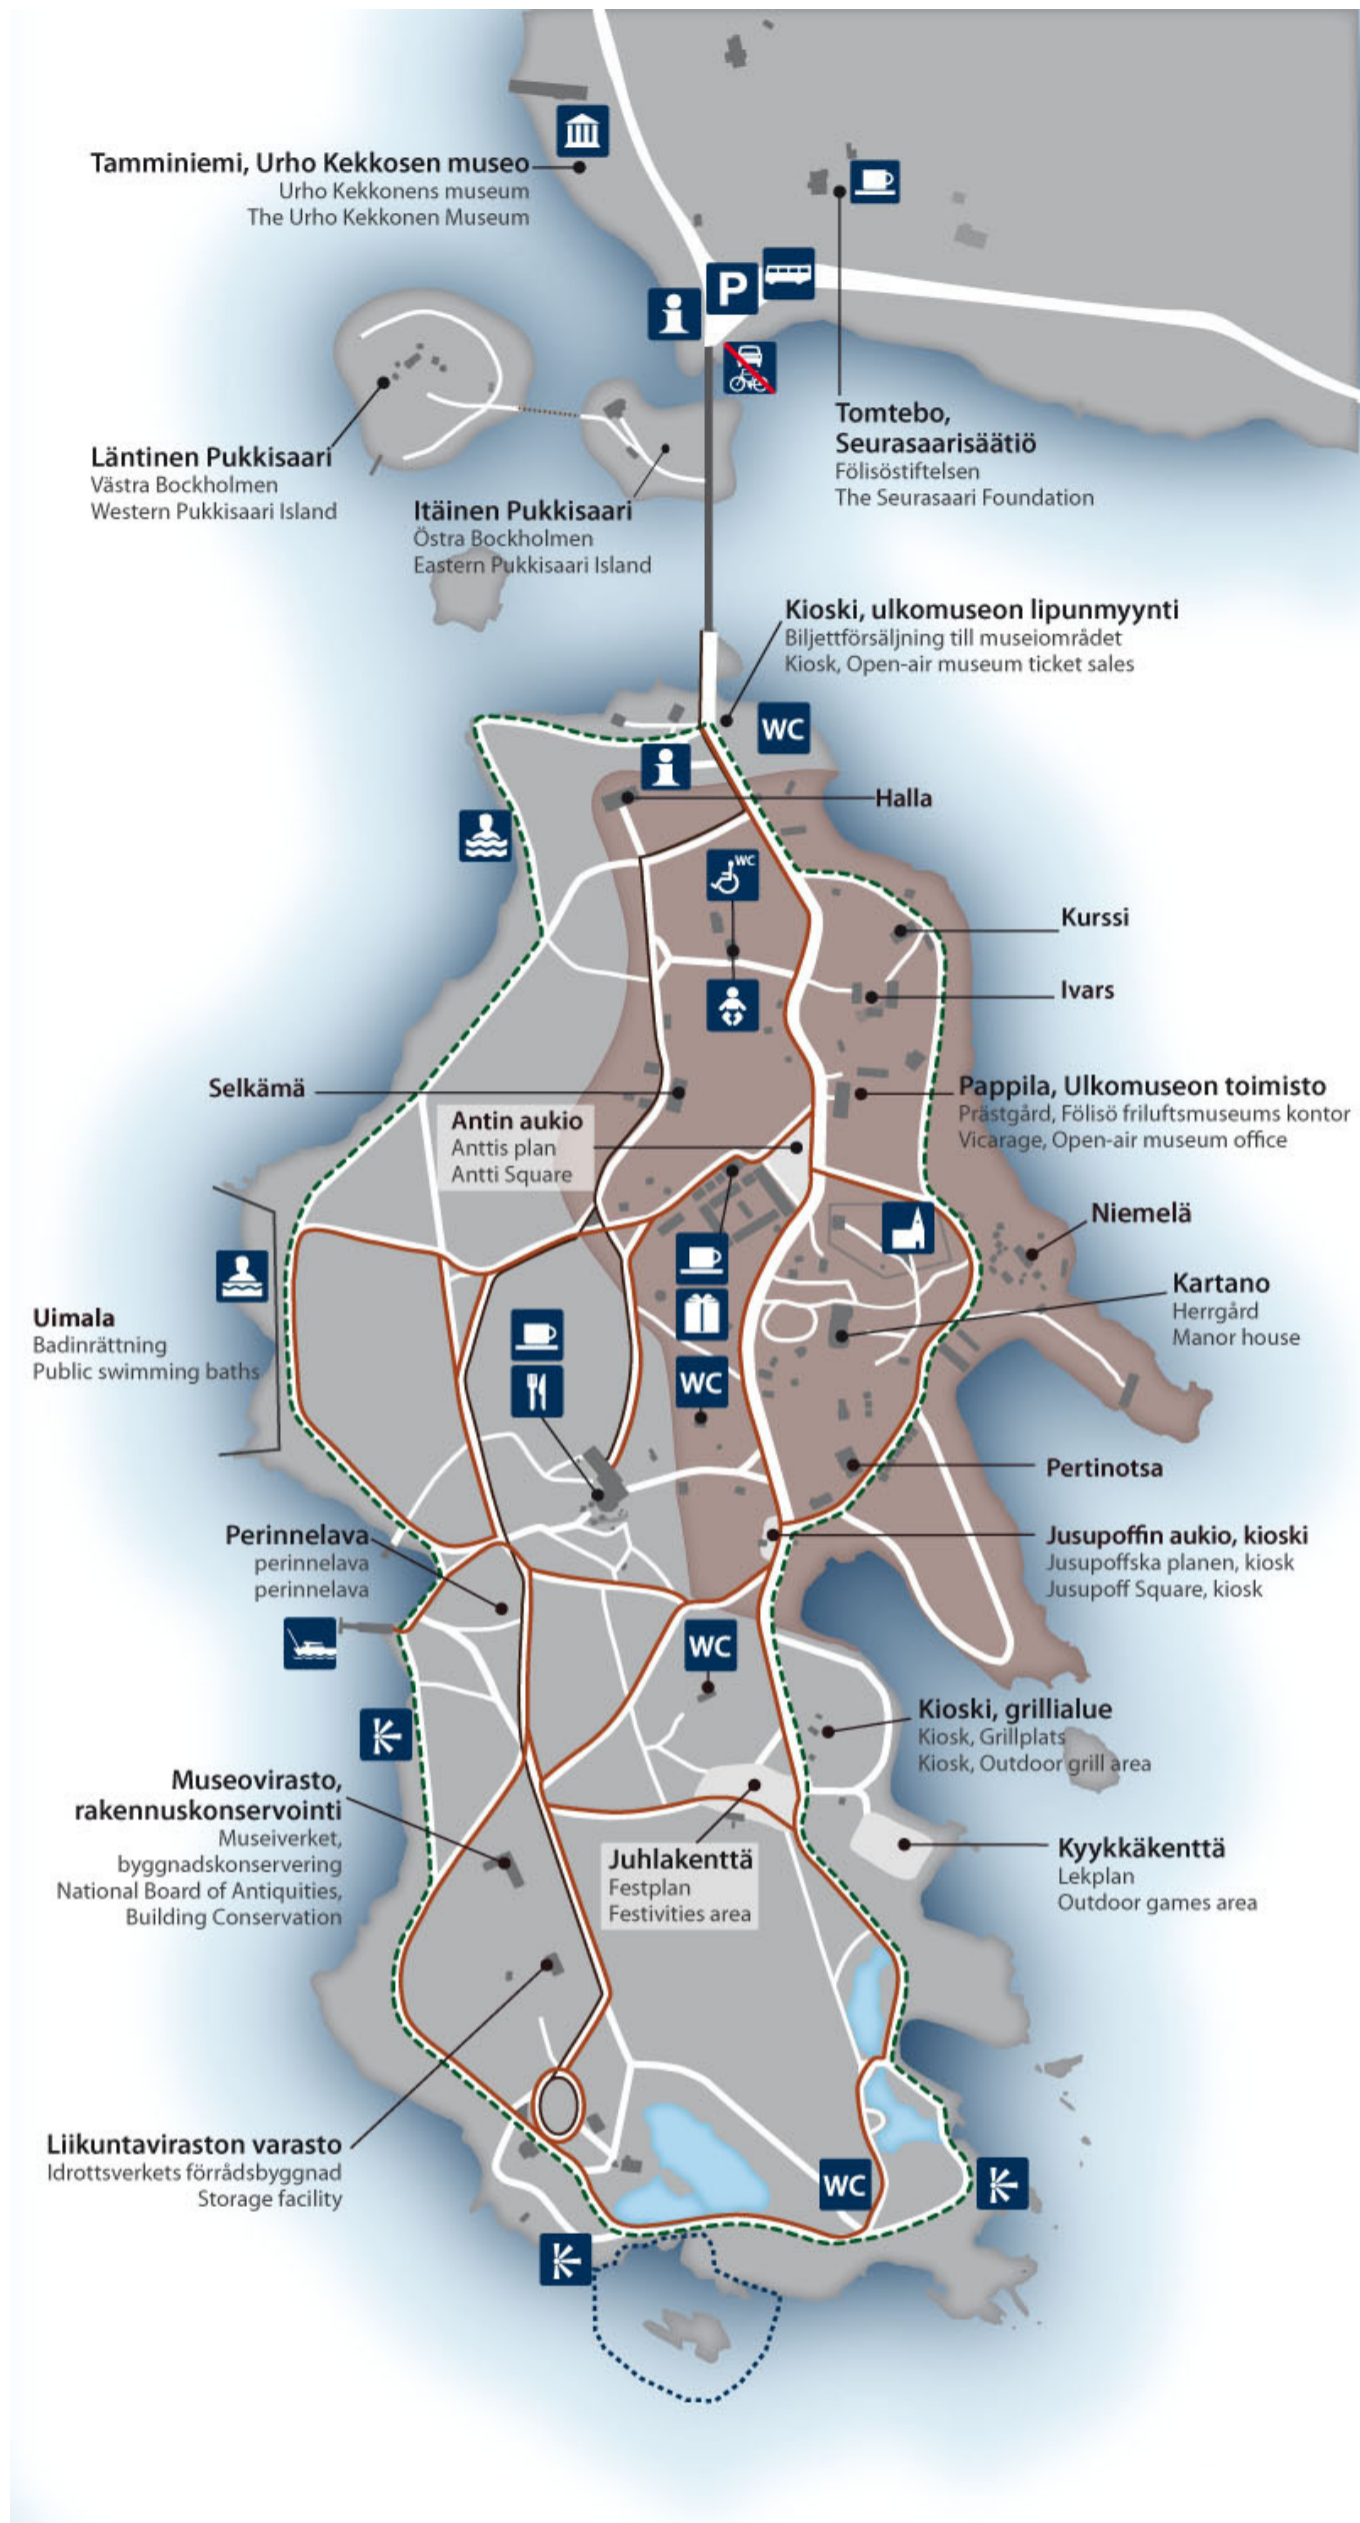 Tamminiemi, Urho Kekkosen museo
Urho Kekkonens museum
The Urho Kekkonen Museum
P
Tomtebo,
Seurasaarisäätiö
Fölisöstiftelsen
The Seurasaari Foundation
Läntinen Pukkisaari
Västra Bockholmen
Western Pukkisaari Island
Itäinen Pukkisaari
Östra Bockholmen
Eastern Pukkisaari Island
Kioski, ulkomuseon lipunmyynti
Biljettförsäljning till museiområdet
Kiosk, Open-air museum ticket sales
WC
Halla
WC
Kurssi
Ivars
Selkämä
Pappila, Ulkomuseon toimisto
Prästgård, Fölisö friluftsmuseums kontor
Vicarage, Open-air museum office
Antin aukio
Anttis plan
Antti Square
Niemelä
Kartano
Herrgård
Manor house
Uimala
Badinrättning
Public swimming baths
WC
Pertinotsa
Perinnelava
perinnelava
perinnelava
Jusupoffin aukio, kioski
Jusupoffska planen, kiosk
Jusupoff Square, kiosk
WC
Kioski, grillialue
Kiosk, Grillplats
Kiosk, Outdoor grill area
Museovirasto,
rakennuskonservointi
Museiverket,
byggnadskonservering
National Board of Antiquities,
Building Conservation
Juhlakenttä
Festplan
Festivities area
Kyykkäkenttä
Lekplan
Outdoor games area
Liikuntaviraston varasto
Idrottsverkets förrådsbyggnad
Storage facility
WC